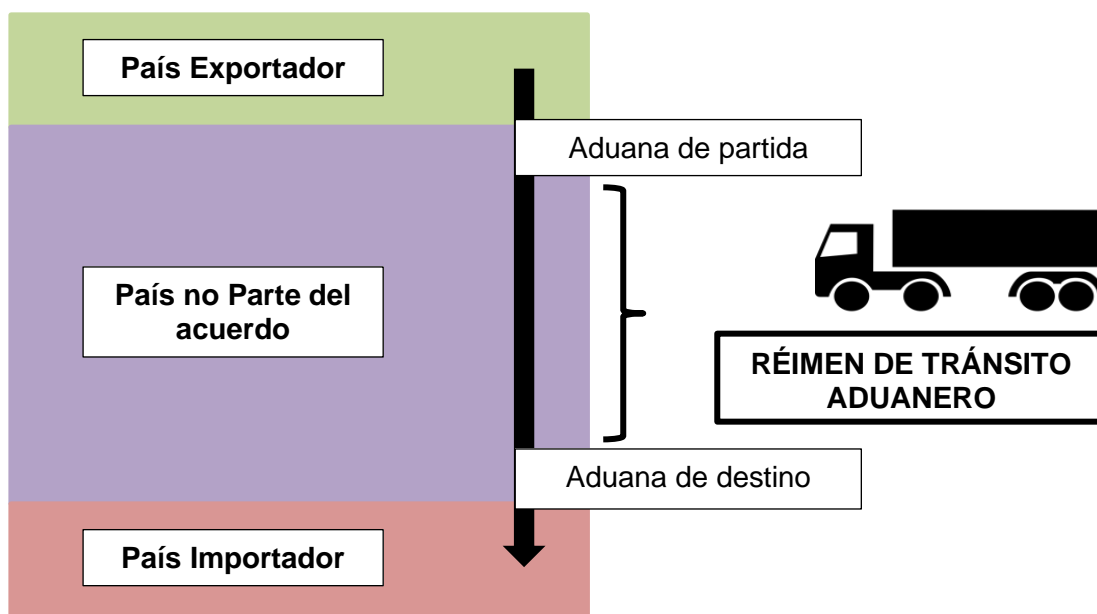 País Exportador
Aduana de partida
País no Parte del
acuerdo
RÉIMEN DE TRÁNSITO
ADUANERO
Aduana de destino
País Importador